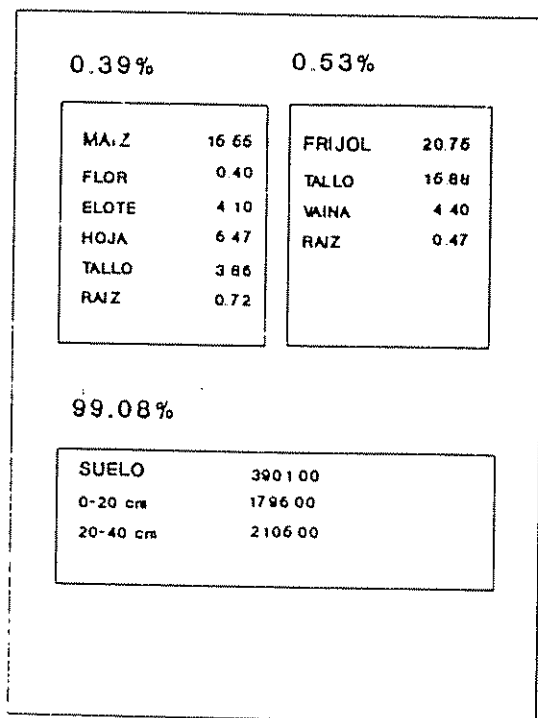 0.39%
0.53%
MAIZ 15.55
FLOR 0.40
ELOTE 4.10
HOJA 6.47
TALLO 3.86
RAIZ 0.72
FRIJOL 20.75
TALLO 15.88
VAINA 4.40
RAIZ 0.47
99.08%
SUELO 3901.00
0-20 cm 1796.00
20-40 cm 2105.00